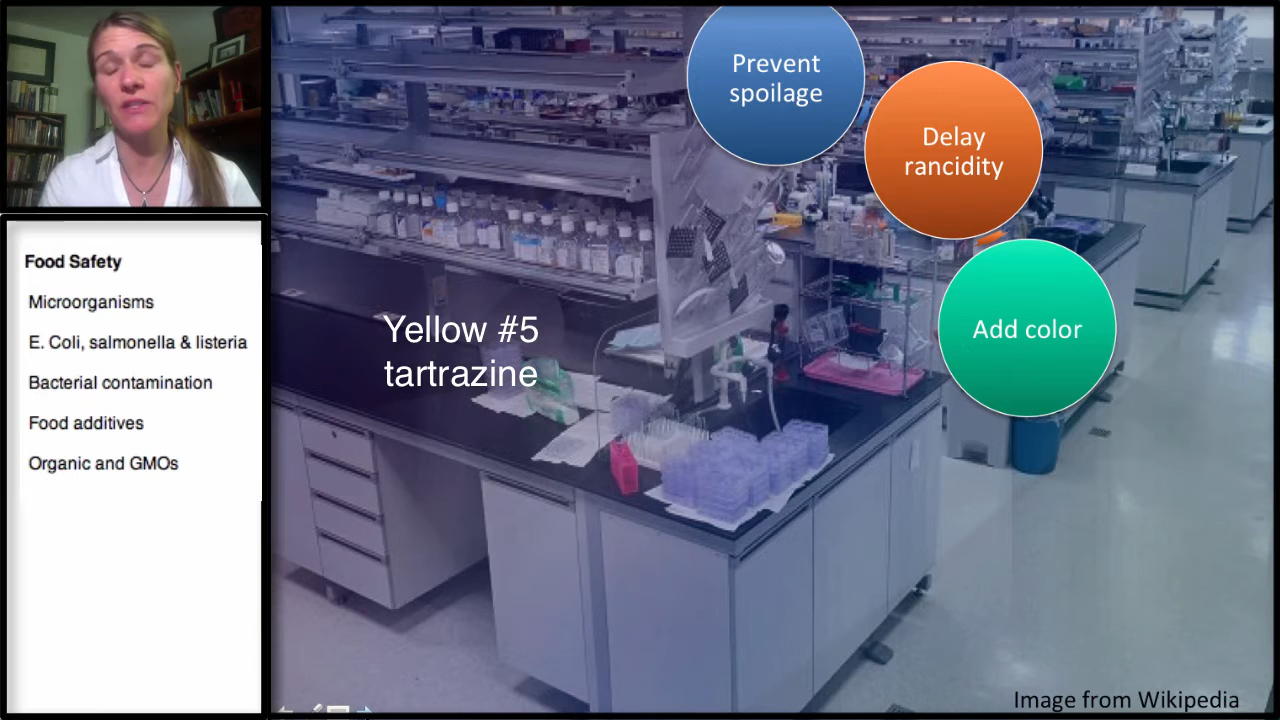 Food Safety
Microorganisms
E. Coli, salmonella & listeria
Bacterial contamination
Food additives
Organic and GMOs
Prevent
spoilage
Delay
rancidity
Add color
Yellow #5
tartrazine
Image from Wikipedia